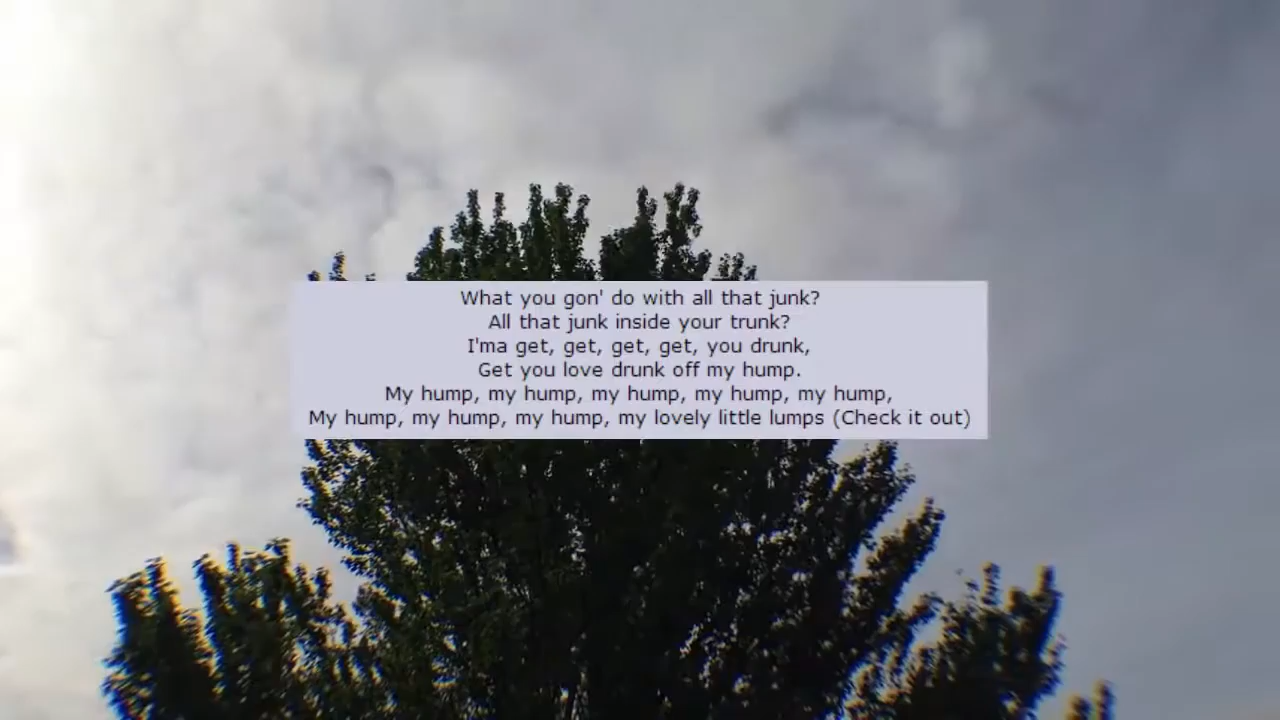 What you gon' do with all that junk?
All that junk inside your trunk?
I'ma get, get, get, get, you drunk,
Get you love drunk off my hump.
My hump, my hump, my hump, my hump, my hump,
My hump, my hump, my hump, my lovely little lumps (Check it out)